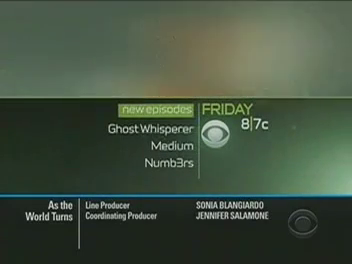 new episodes
FRIDAY
8|7c
Ghost Whisperer
Medium
Numb3rs
As the
World Turns
Line Producer
Coordinating Producer
SONIA BLANGIARDO
JENNIFER SALAMONE